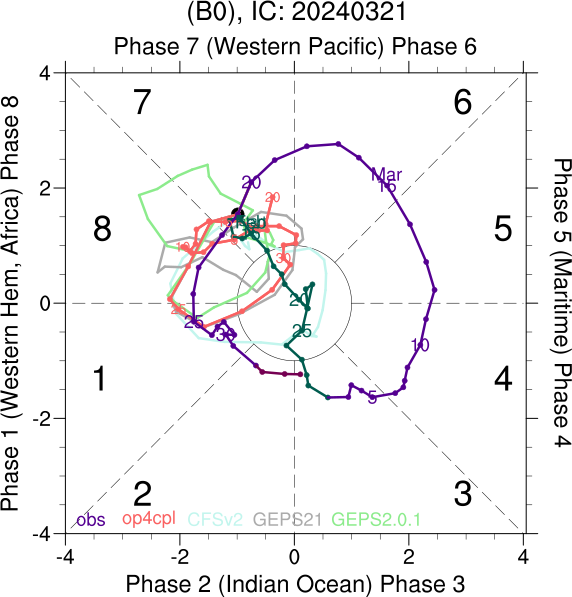 (B0), IC: 20240321
Phase 7 (Western Pacific) Phase 6
Phase 1 (Western Hem, Africa) Phase 8
Phase 5 (Maritime) Phase 4
4
2
0
-2
-4
7
6
8
5
1
4
2
3
20
20
Mar
15
30
20
25
25
30
10
5
obs op4cpl CFSv2 GEPS21 GEPS2.0.1
-4 -2 0 2 4
Phase 2 (Indian Ocean) Phase 3